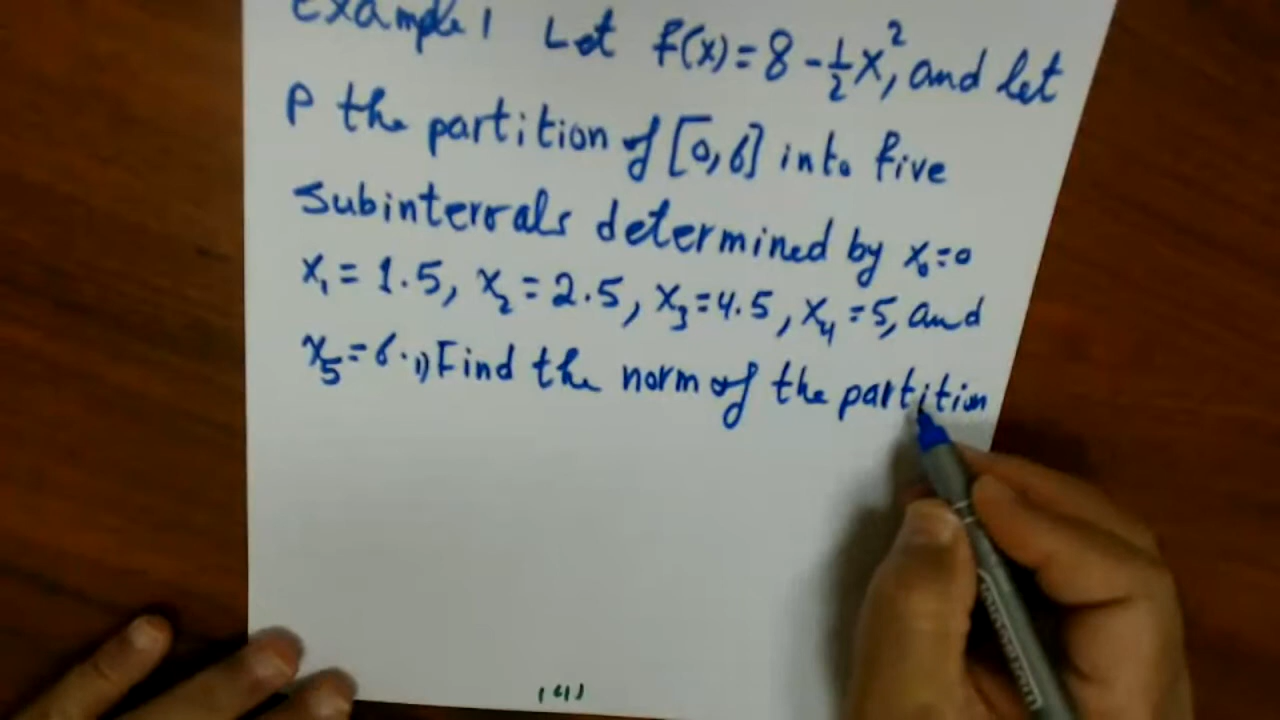 Example 1 Let f(x)=8-½x², and let
P the partition of [0,6] into five
subintervals determined by x₀=0
x₁=1.5, x₂=2.5, x₃=4.5, x₄=5, and
x₅=6. 1) Find the norm of the partition
(4)